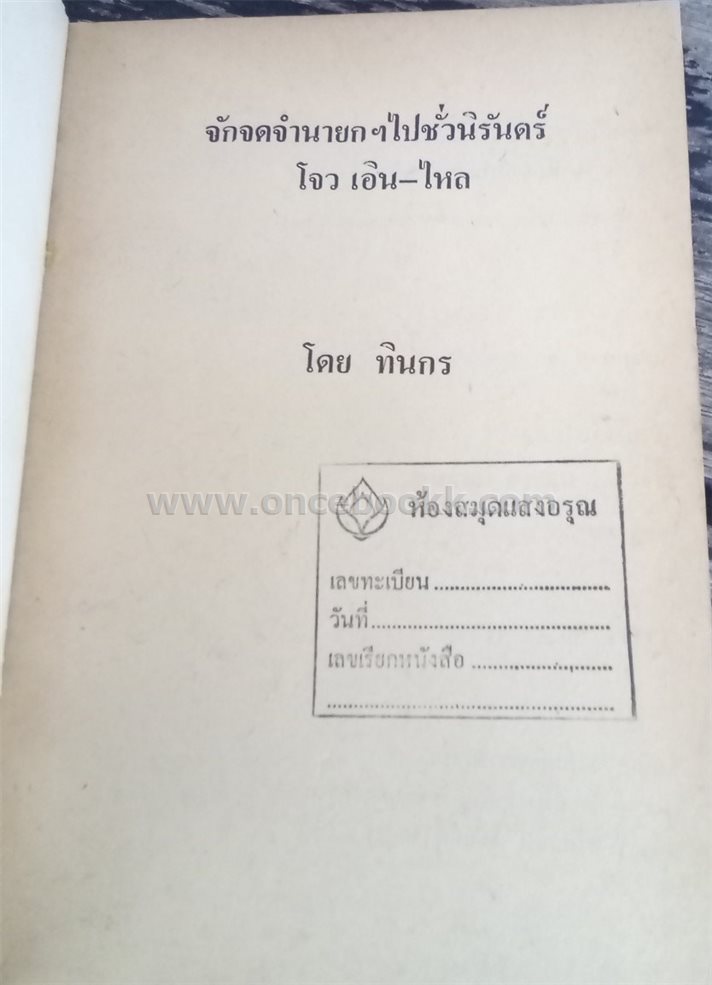 จักจดจำนายกฯไปชั่วนิรันดร์
โจว เอิน–ไหล
โดย ทินกร
www.oncebookk.com
ห้องสมุดแสงอรุณ
เลขทะเบียน....................................
วันที่....................................
เลขเรียกหนังสือ....................................
....................................